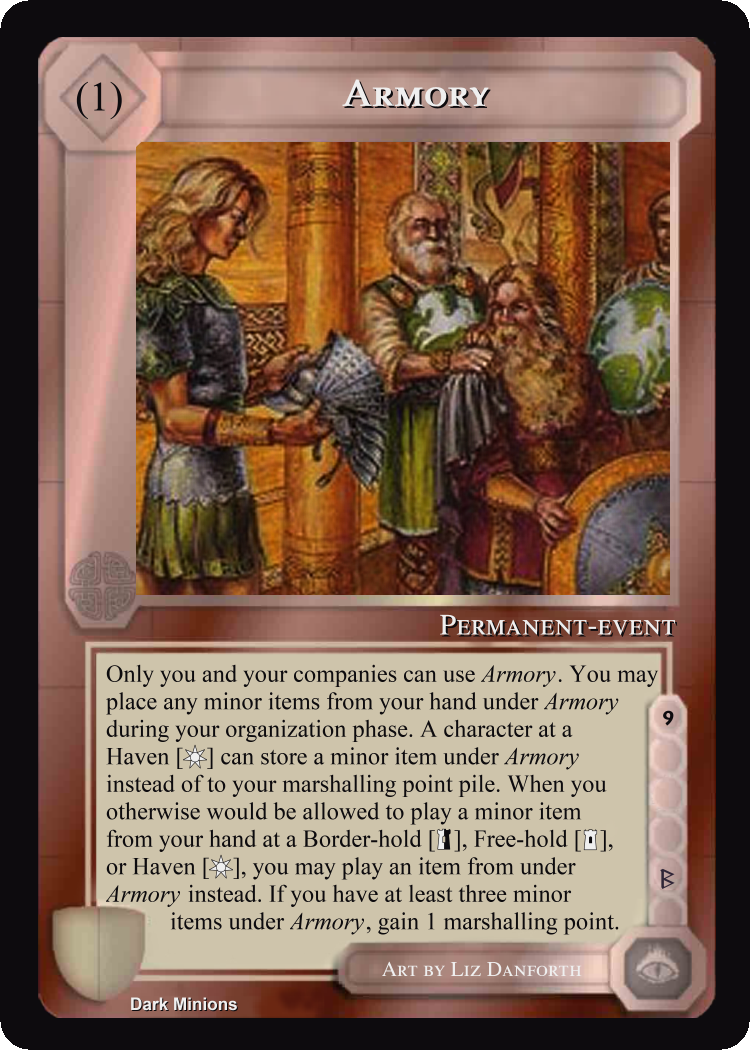 (1)
ARMORY
PERMANENT-EVENT
Only you and your companies can use Armory. You may
place any minor items from your hand under Armory
during your organization phase. A character at a
Haven [] can store a minor item under Armory
instead of to your marshalling point pile. When you
otherwise would be allowed to play a minor item
from your hand at a Border-hold [], Free-hold [],
or Haven [], you may play an item from under
Armory instead. If you have at least three minor
items under Armory, gain 1 marshalling point.
9
ᛒ
ART BY LIZ DANFORTH
Dark Minions